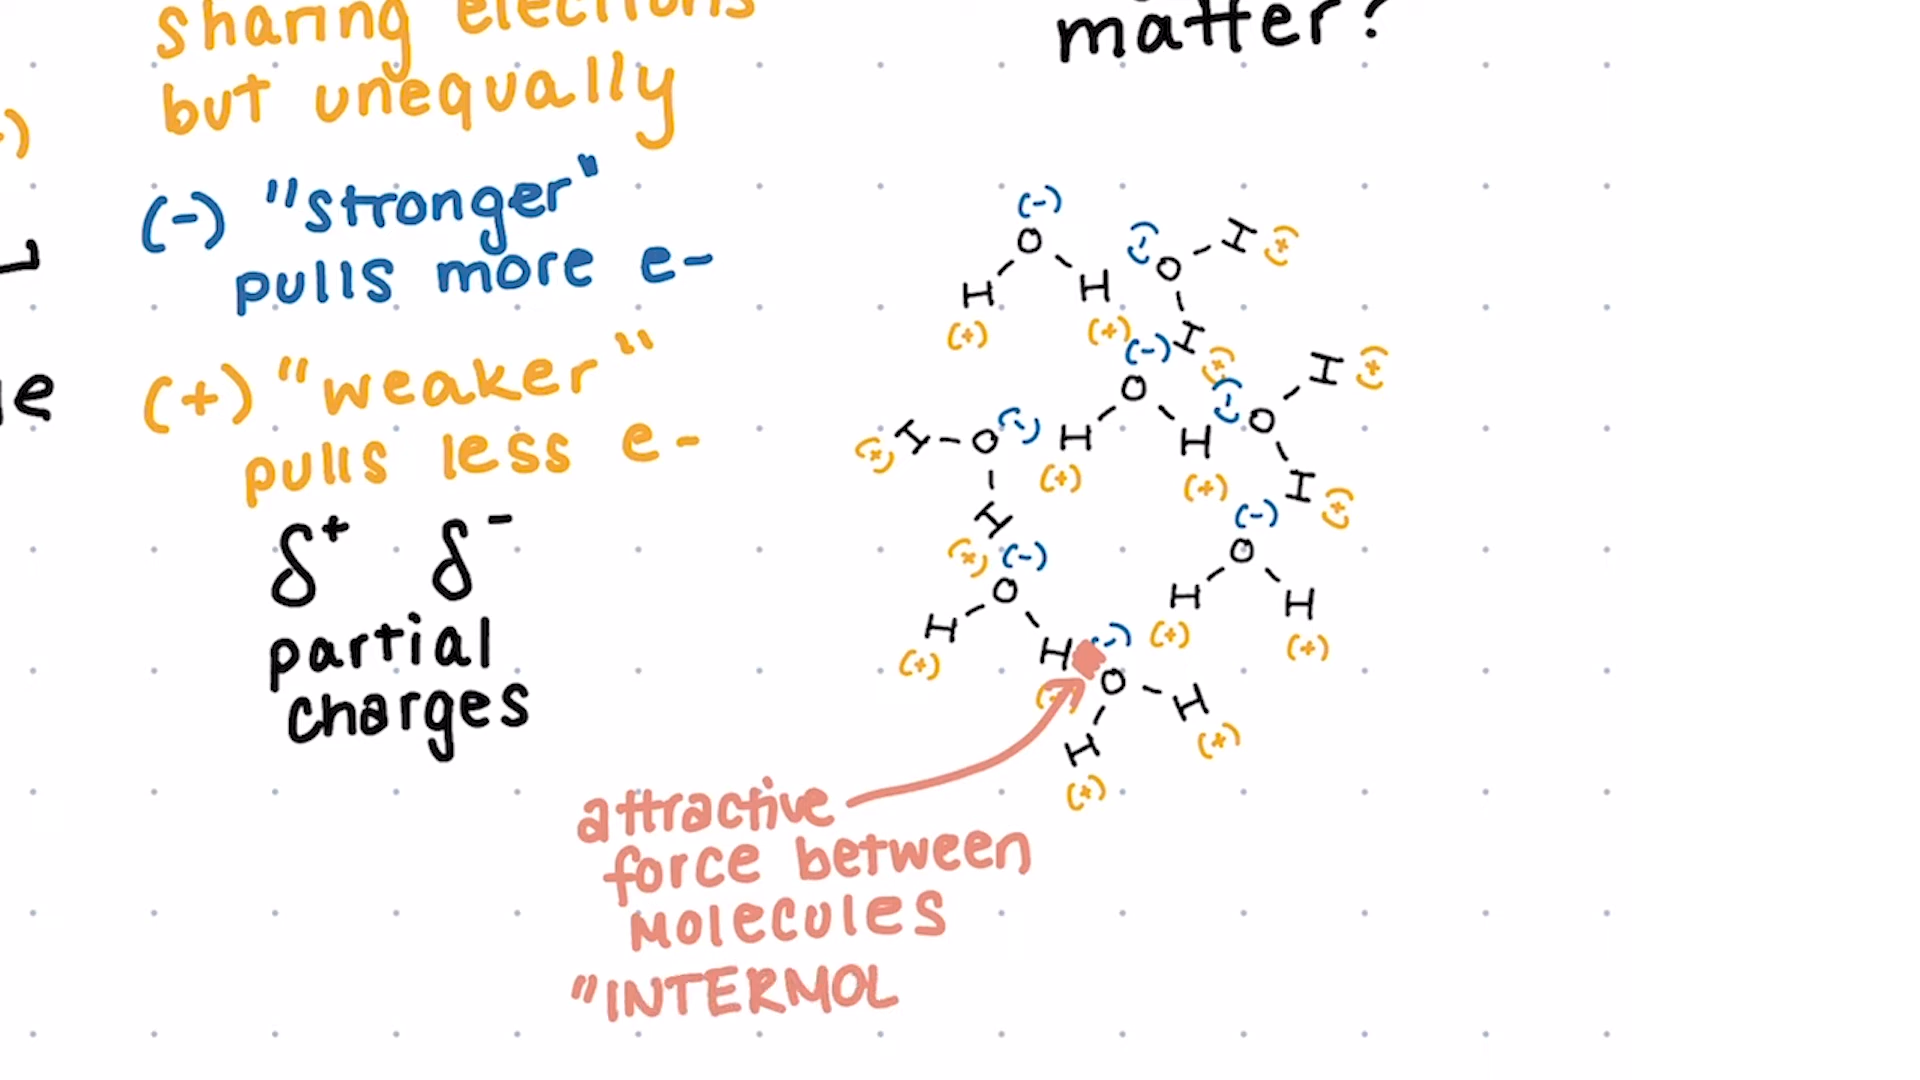 sharing electrons
but unequally
matter?
(-) "stronger"
pulls more e-
(+) "weaker"
pulls less e-
δ+ δ-
partial
charges
(-)
O
H H
(+) (+)
(-) O H (+)
H
(+)
(-)
O
H H
(+) (+)
(-) O H (+)
H (+)
(+) H O (-)
H
(+)
(-)
O
H H
(+) (+)
(-)
O
H H
(+) (+)
(-)
O H
(+)
H
(+)
attractive
force between
molecules
"INTERMOL